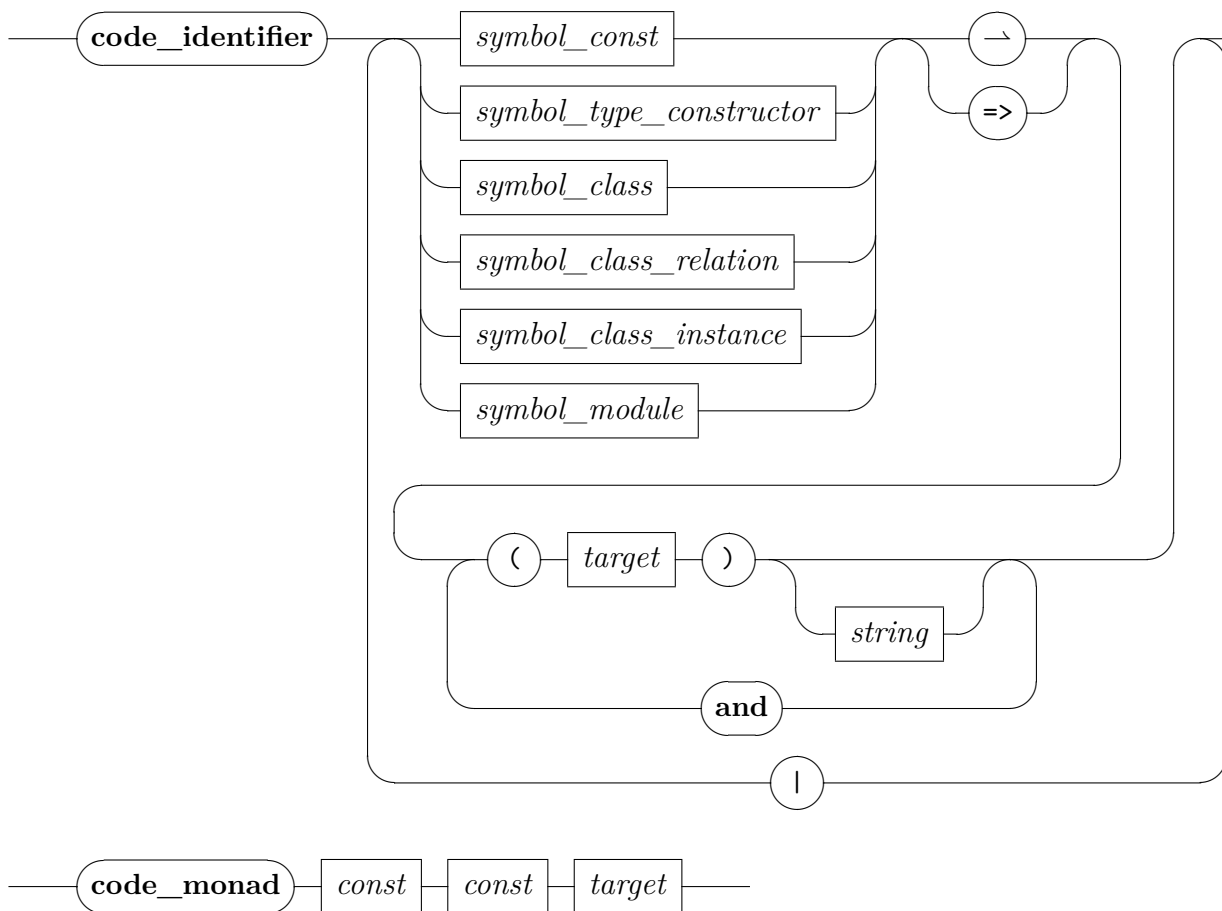 code_identifier symbol_const ⇀
symbol_type_constructor =>
symbol_class
symbol_class_relation
symbol_class_instance
symbol_module
( target )
string
and
|
code_monad const const target